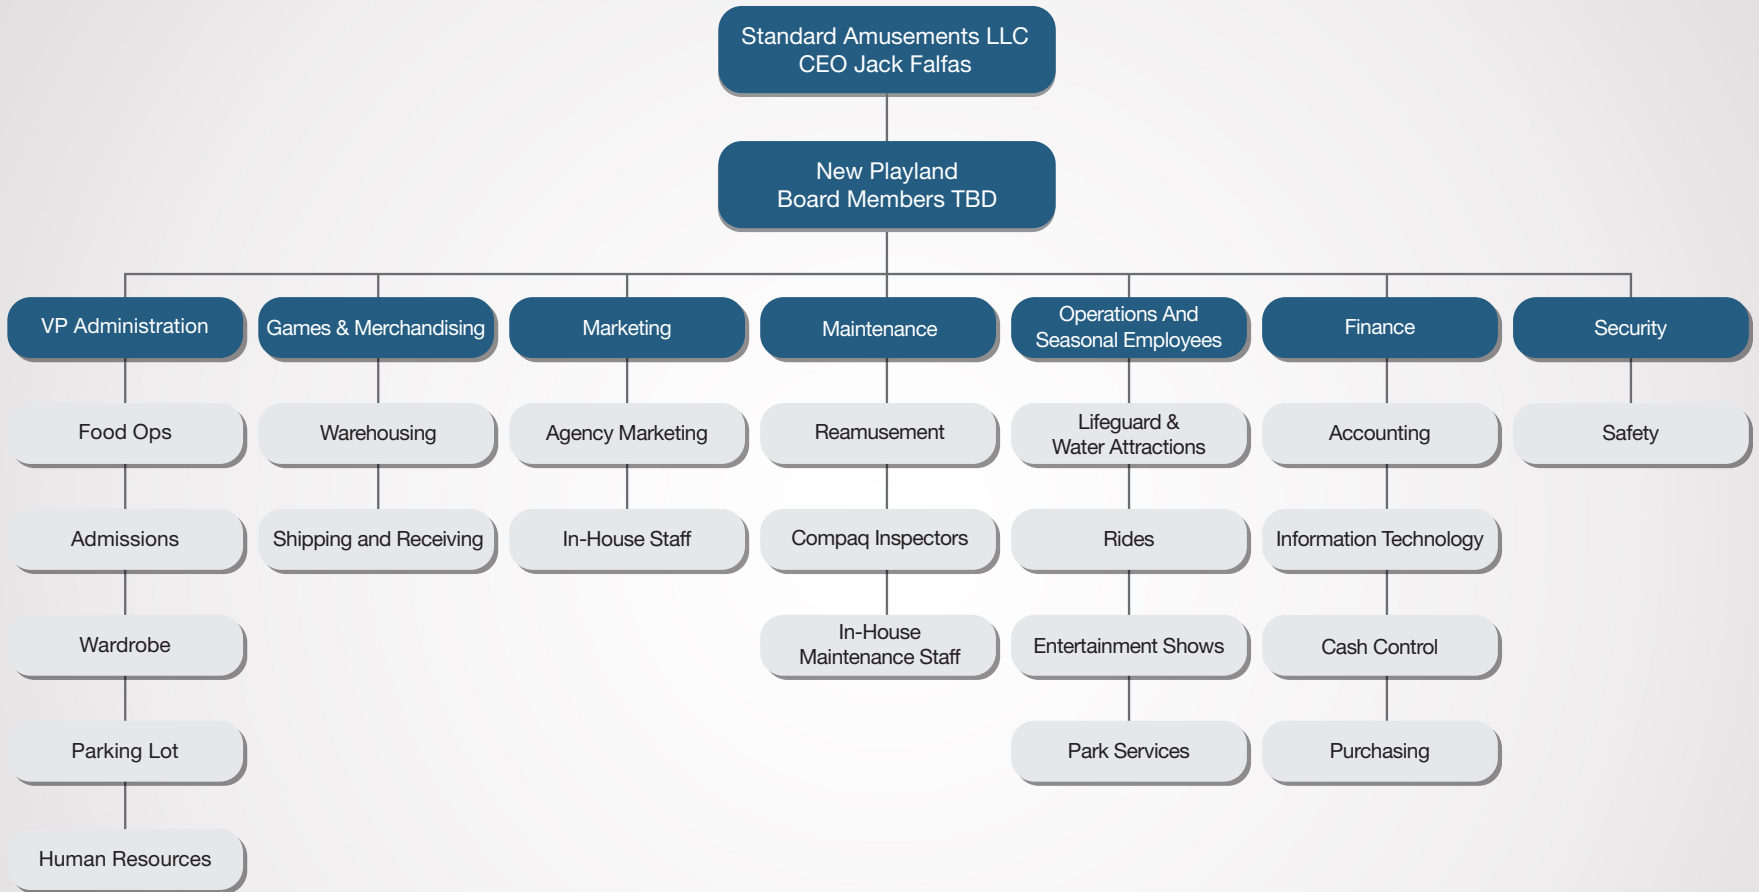 Standard Amusements LLC
CEO Jack Falfas
New Playland
Board Members TBD
VP Administration
Games & Merchandising
Marketing
Maintenance
Operations And
Seasonal Employees
Finance
Security
Food Ops
Warehousing
Agency Marketing
Reamusement
Lifeguard &
Water Attractions
Accounting
Safety
Admissions
Shipping and Receiving
In-House Staff
Compaq Inspectors
Rides
Information Technology
Wardrobe
In-House
Maintenance Staff
Entertainment Shows
Cash Control
Parking Lot
Park Services
Purchasing
Human Resources